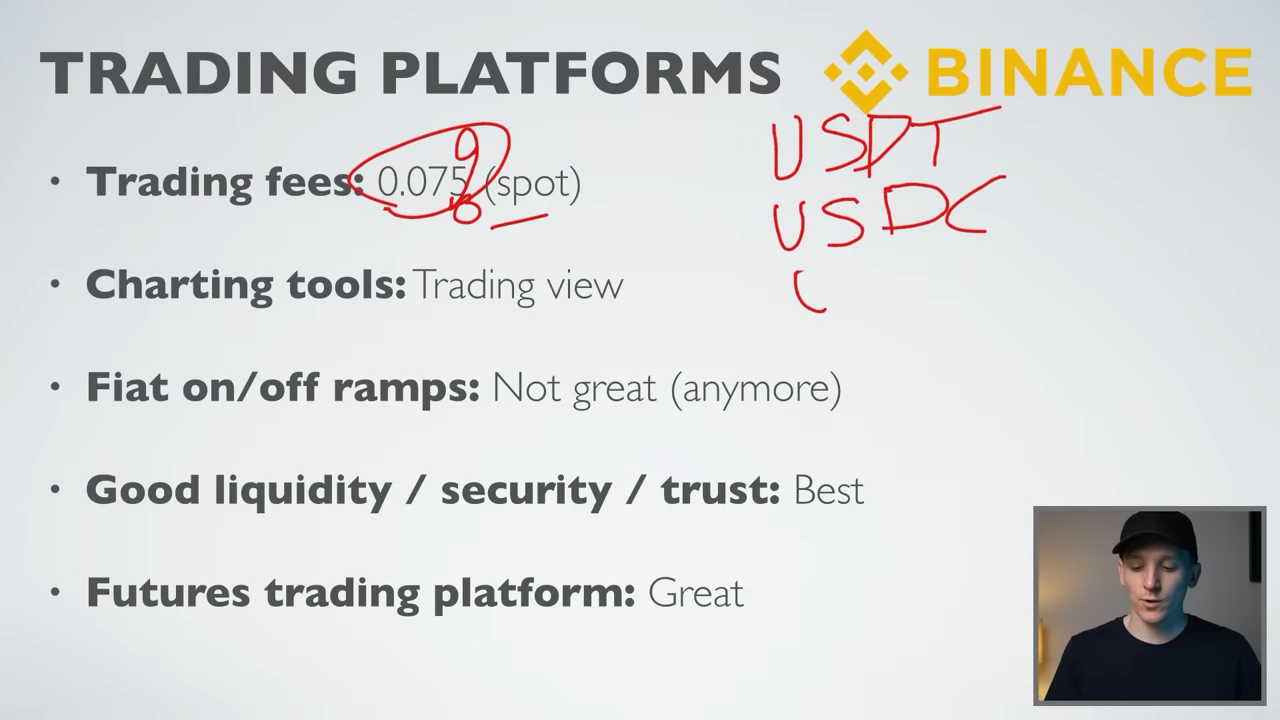 TRADING PLATFORMS BINANCE
USDT
• Trading fees: 0.075 % (spot)
USDC
• Charting tools: Trading view
U
• Fiat on/off ramps: Not great (anymore)
• Good liquidity / security / trust: Best
• Futures trading platform: Great